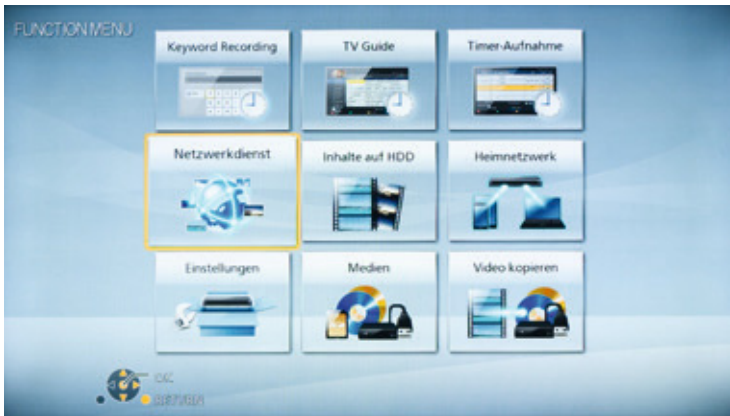 FUNCTION MENU
Keyword Recording
TV Guide
Timer-Aufnahme
Netzwerkdienst
Inhalte auf HDD
Heimnetzwerk
Einstellungen
Medien
Video kopieren
OK
RETURN